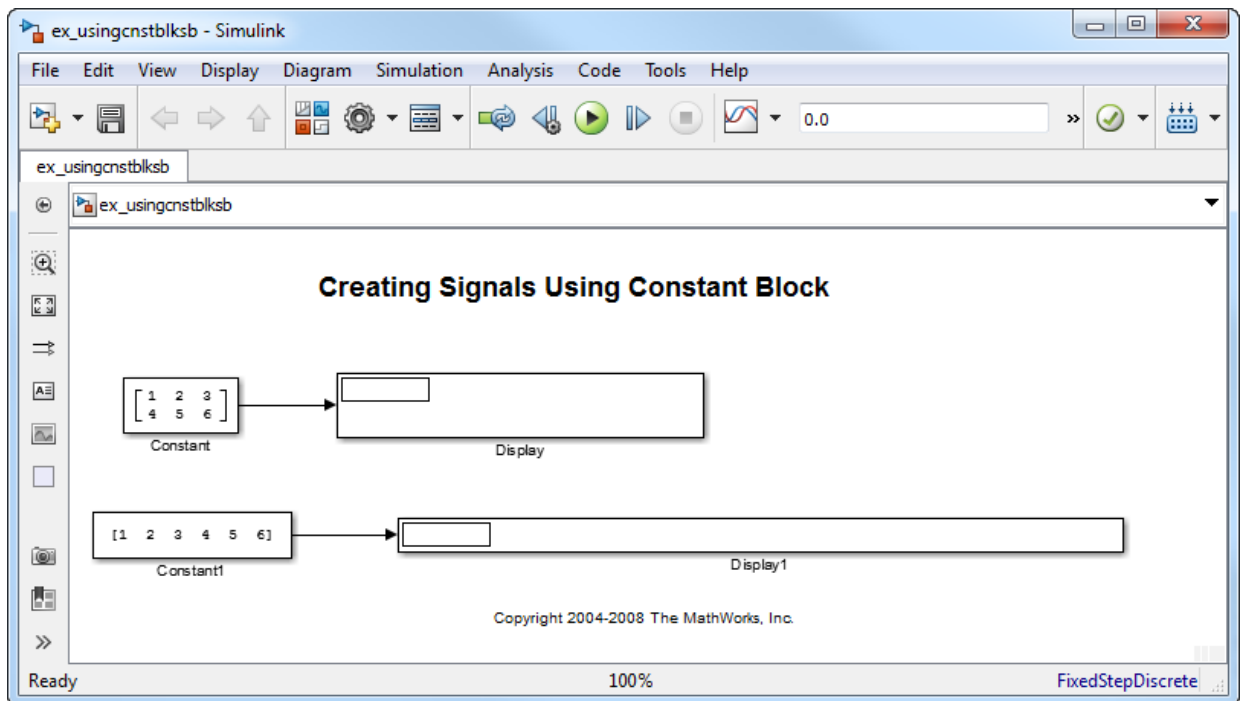 ex_usingcnstblksb - Simulink
File Edit View Display Diagram Simulation Analysis Code Tools Help
0.0 »
ex_usingcnstblksb
ex_usingcnstblksb
Creating Signals Using Constant Block
1 2 3
4 5 6
Constant
Display
[1 2 3 4 5 6]
Constant1
Display1
Copyright 2004-2008 The MathWorks, Inc.
Ready 100% FixedStepDiscrete